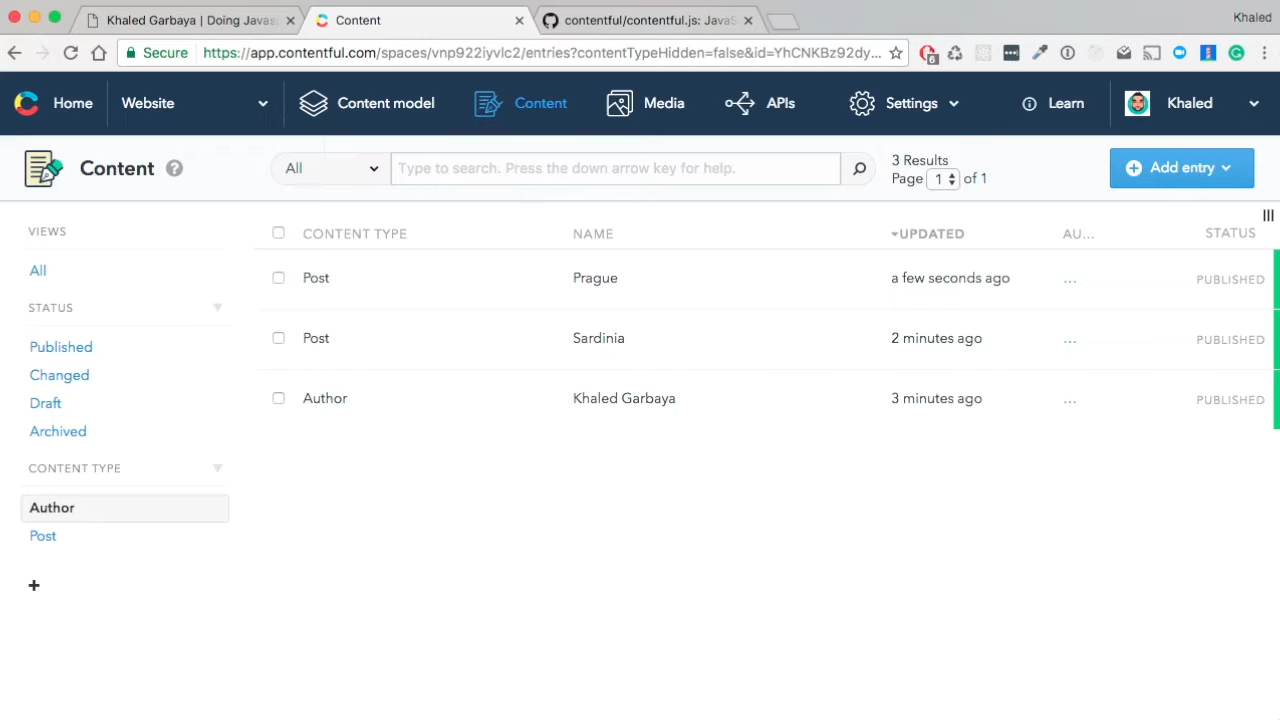 Khaled Garbaya | Doing Javasc
Content
contentful/contentful.js: JavaS
Khaled
Secure
https://app.contentful.com/spaces/vnp922iyvlc2/entries?contentTypeHidden=false&id=YhCNKBz92dy...
6
Home
Website
Content model
Content
Media
APIs
Settings
Learn
Khaled
Content
?
All
Type to search. Press the down arrow key for help.
3 Results
Page 1 of 1
Add entry
VIEWS
All
STATUS
Published
Changed
Draft
Archived
CONTENT TYPE
Author
Post
+
CONTENT TYPE NAME UPDATED AU... STATUS
Post Prague a few seconds ago ... PUBLISHED
Post Sardinia 2 minutes ago ... PUBLISHED
Author Khaled Garbaya 3 minutes ago ... PUBLISHED